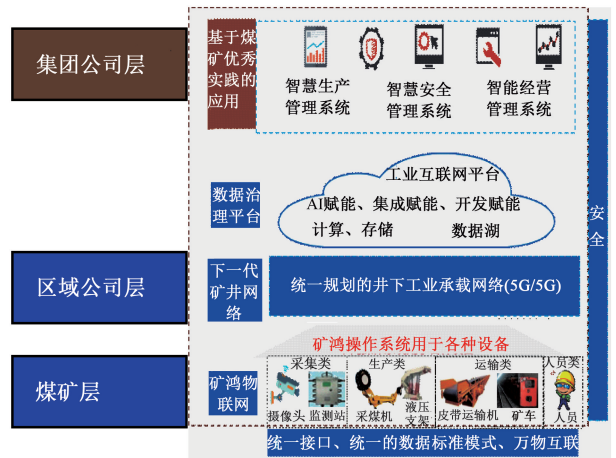 集团公司层
基于煤
矿优秀
实践的
应用
智慧生产
管理系统
智慧安全
管理系统
智能经营
管理系统
数据治
理平台
工业互联网平台
AI赋能、集成赋能、开发赋能
计算、存储
数据湖
安全
区域公司层
下一代
矿井网
络
统一规划的井下工业承载网络(5G/5G)
矿鸿操作系统用于各种设备
煤矿层
矿鸿物
联网
采集类
摄像头
监测站
生产类
采煤机
液压
支架
运输类
皮带运输机
矿车
人员类
人员
统一接口、统一的数据标准模式、万物互联